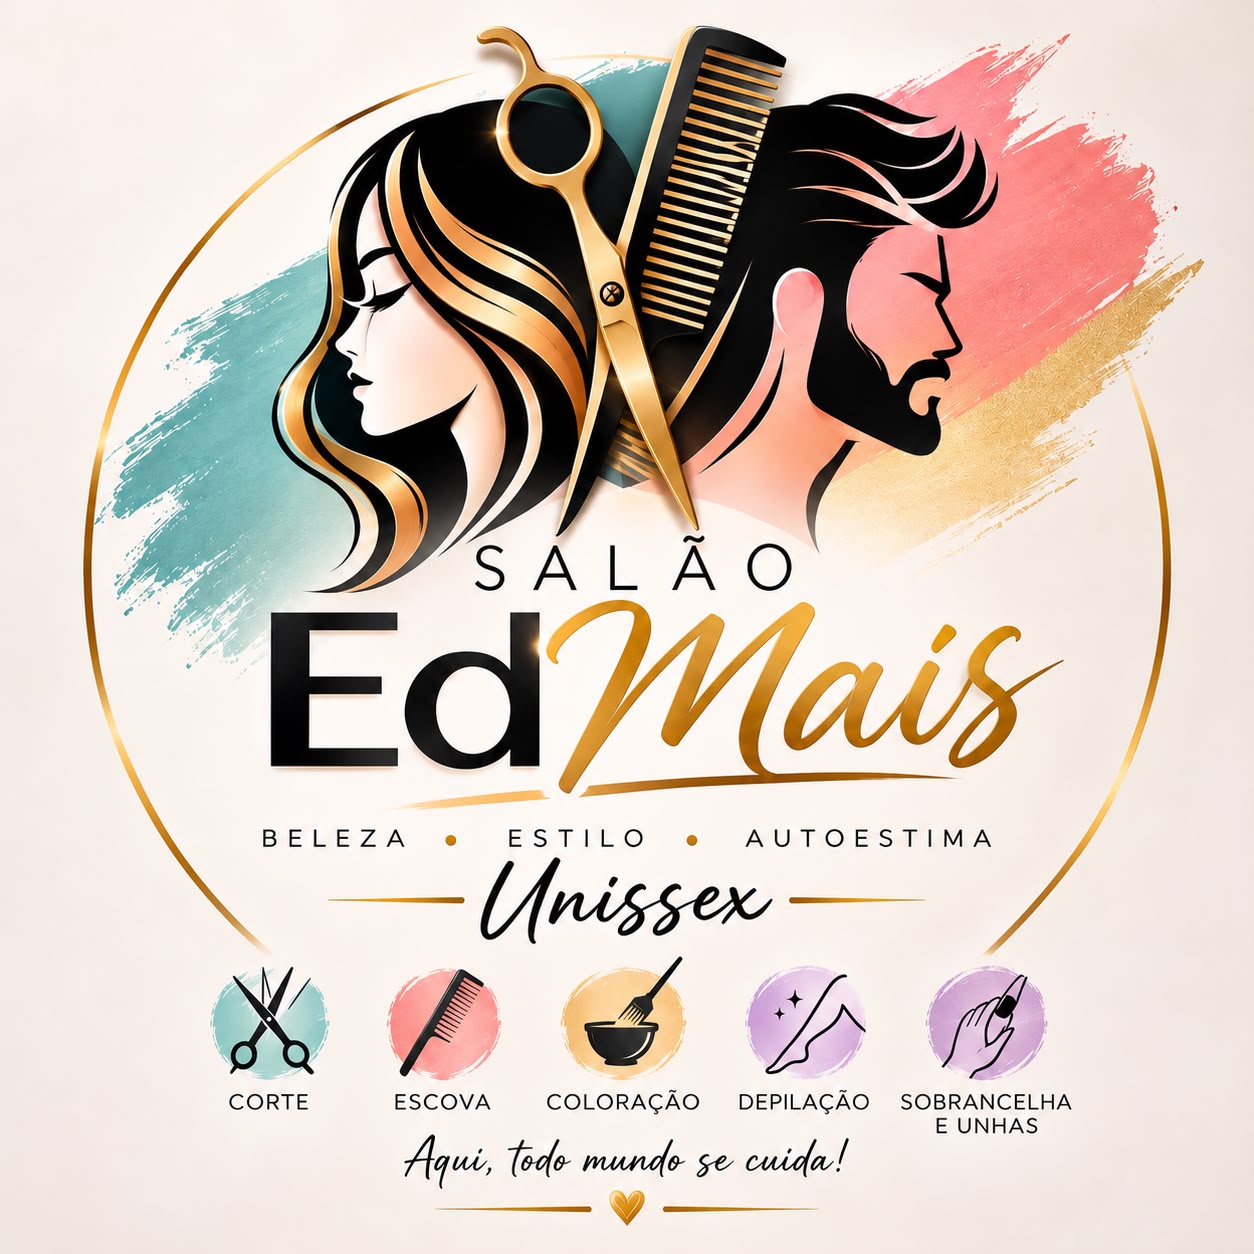 SALÃO
EdMais
BELEZA • ESTILO • AUTOESTIMA
Unissex
CORTE
ESCOVA
COLORAÇÃO
DEPILAÇÃO
SOBRANCELHA
E UNHAS
Aqui, todo mundo se cuida!